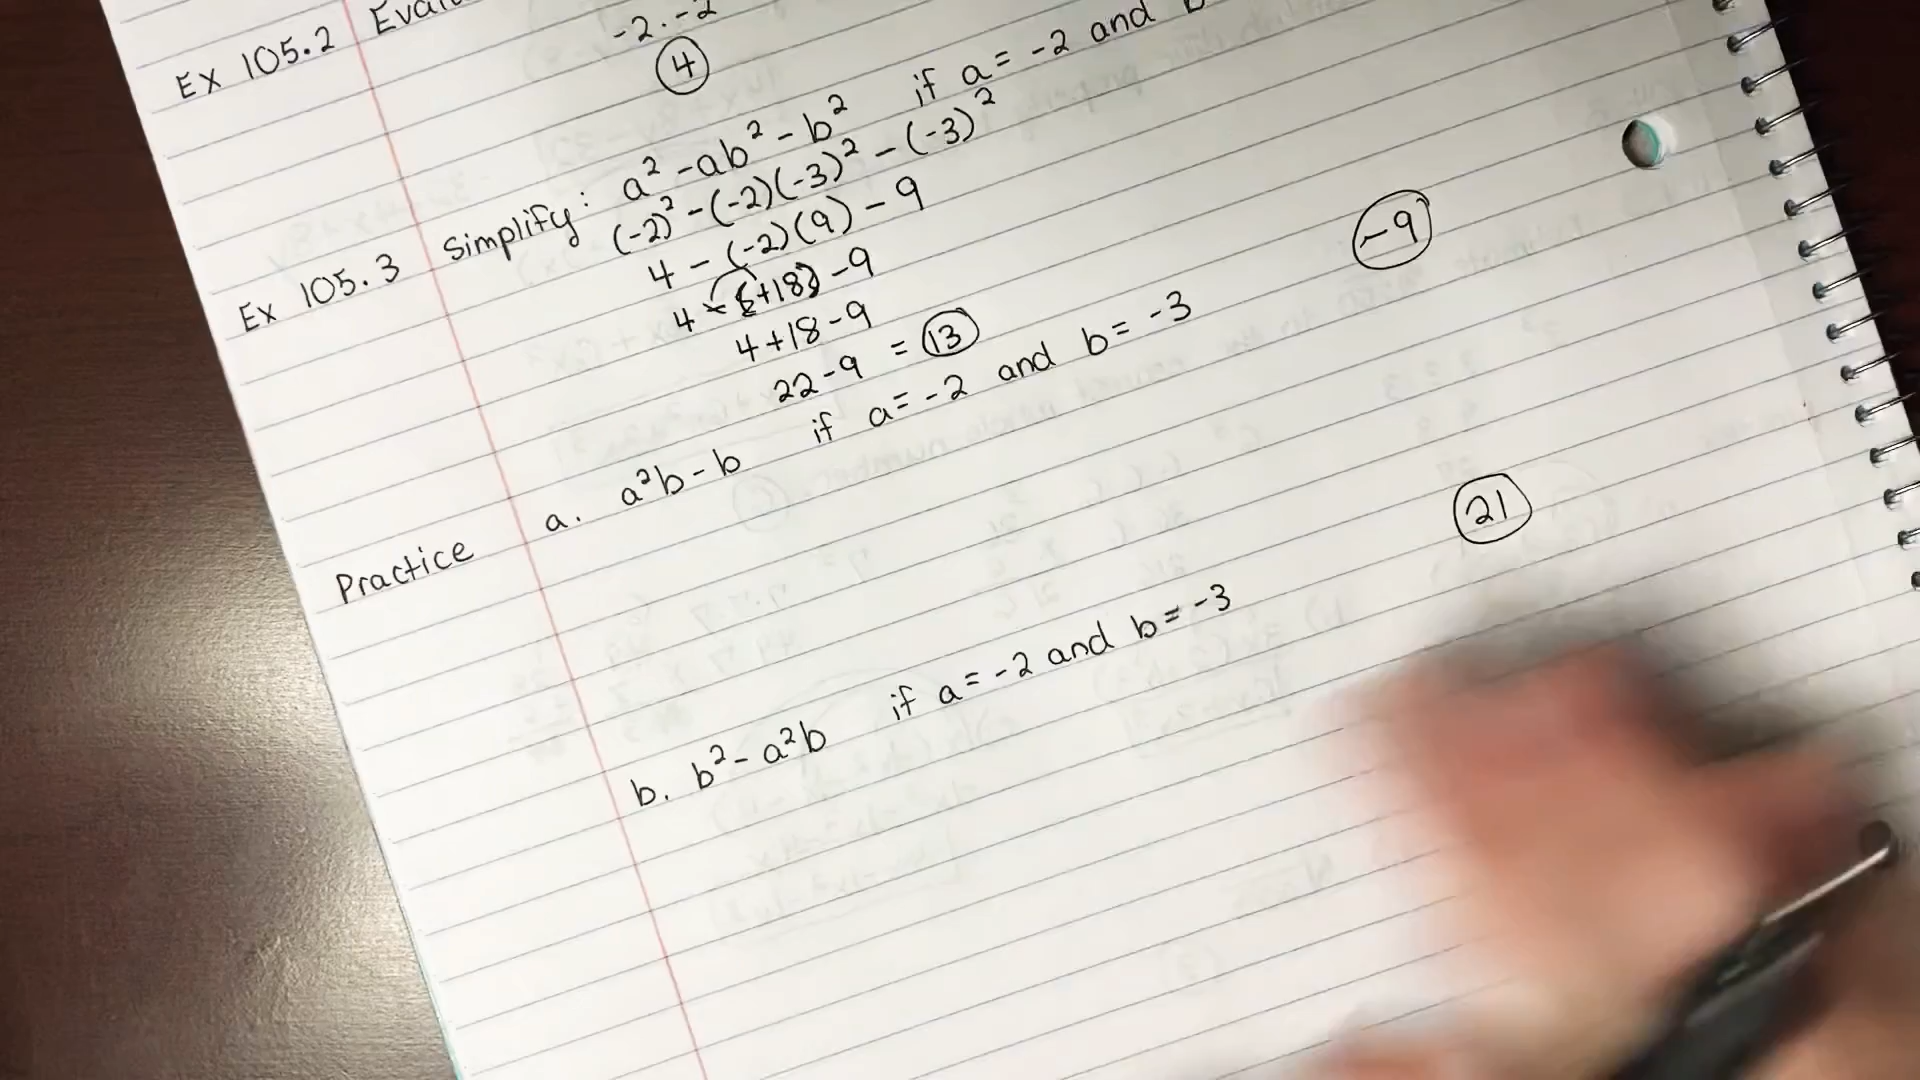 Ex 105.2
-2·-2
4
Ex 105.3 Simplify: a² - ab² - b² if a = -2 and
(-2)² - (-2)(-3)² - (-3)²
4 - (-2)(9) - 9
4 - (+18) - 9
4 + 18 - 9
22 - 9 = 13
-9
Practice a. a²b - b if a = -2 and b = -3
21
b. b² - a²b if a = -2 and b = -3